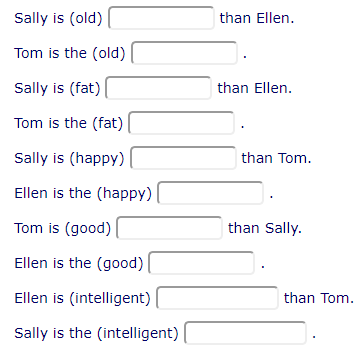 Sally is (old) than Ellen.
Tom is the (old) .
Sally is (fat) than Ellen.
Tom is the (fat) .
Sally is (happy) than Tom.
Ellen is the (happy) .
Tom is (good) than Sally.
Ellen is the (good) .
Ellen is (intelligent) than Tom.
Sally is the (intelligent) .